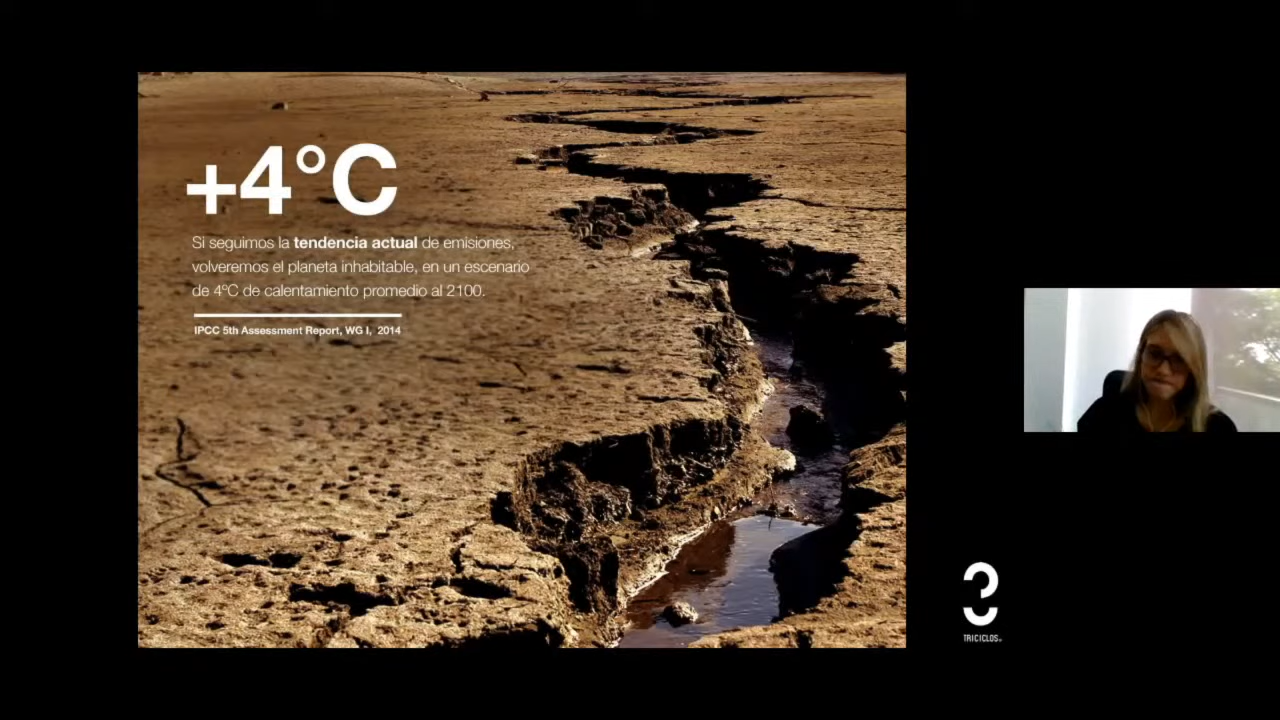 +4°C
Si seguimos la tendencia actual de emisiones,
volveremos el planeta inhabitable, en un escenario
de 4ºC de calentamiento promedio al 2100.
IPCC 5th Assessment Report, WG I, 2014
TRICICLOS